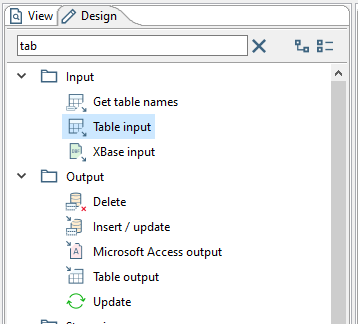 View Design
tab
Input
Get table names
Table input
XBase input
Output
Delete
Insert / update
Microsoft Access output
Table output
Update